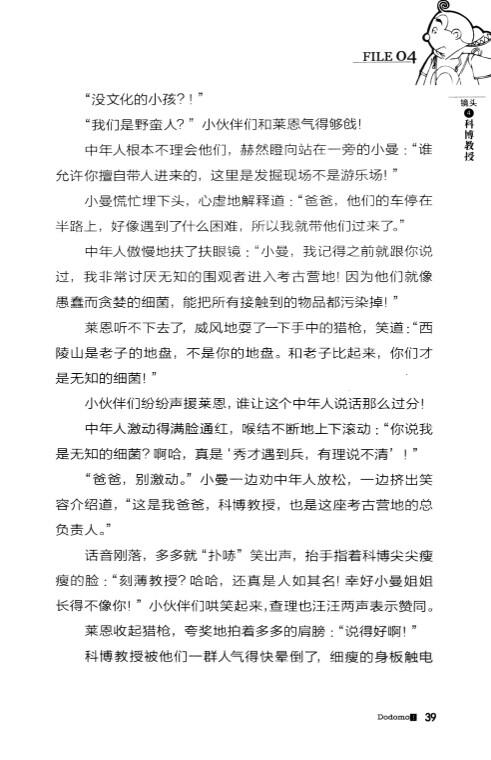 FILE 04
镜头
4
科博教授
“没文化的小孩？！”
“我们是野蛮人？”小伙伴们和莱恩气得够戗！
中年人根本不理会他们，赫然瞪向站在一旁的小曼：“谁
允许你擅自带人进来的，这里是发掘现场不是游乐场！”
小曼慌忙埋下头，心虚地解释道：“爸爸，他们的车停在
半路上，好像遇到了什么困难，所以我就带他们过来了。”
中年人傲慢地扶了扶眼镜：“小曼，我记得之前就跟你说
过，我非常讨厌无知的围观者进入考古营地！因为他们就像
愚蠢而贪婪的细菌，能把所有接触到的物品都污染掉！”
莱恩听不下去了，威风地耍了一下手中的猎枪，笑道：“西
陵山是老子的地盘，不是你的地盘。和老子比起来，你们才
是无知的细菌！”
小伙伴们纷纷声援莱恩，谁让这个中年人说话那么过分！
中年人激动得满脸通红，喉结不断地上下滚动：“你说我
是无知的细菌？啊哈，真是‘秀才遇到兵，有理说不清’！”
“爸爸，别激动。”小曼一边劝中年人放松，一边挤出笑
容介绍道，“这是我爸爸，科博教授，也是这座考古营地的总
负责人。”
话音刚落，多多就“扑哧”笑出声，抬手指着科博尖尖瘦
瘦的脸：“刻薄教授？哈哈，还真是人如其名！幸好小曼姐姐
长得不像你！”小伙伴们哄笑起来，查理也汪汪两声表示赞同。
莱恩收起猎枪，夸奖地拍着多多的肩膀：“说得好啊！”
科博教授被他们一群人气得快晕倒了，细瘦的身板触电
Dodomo 39